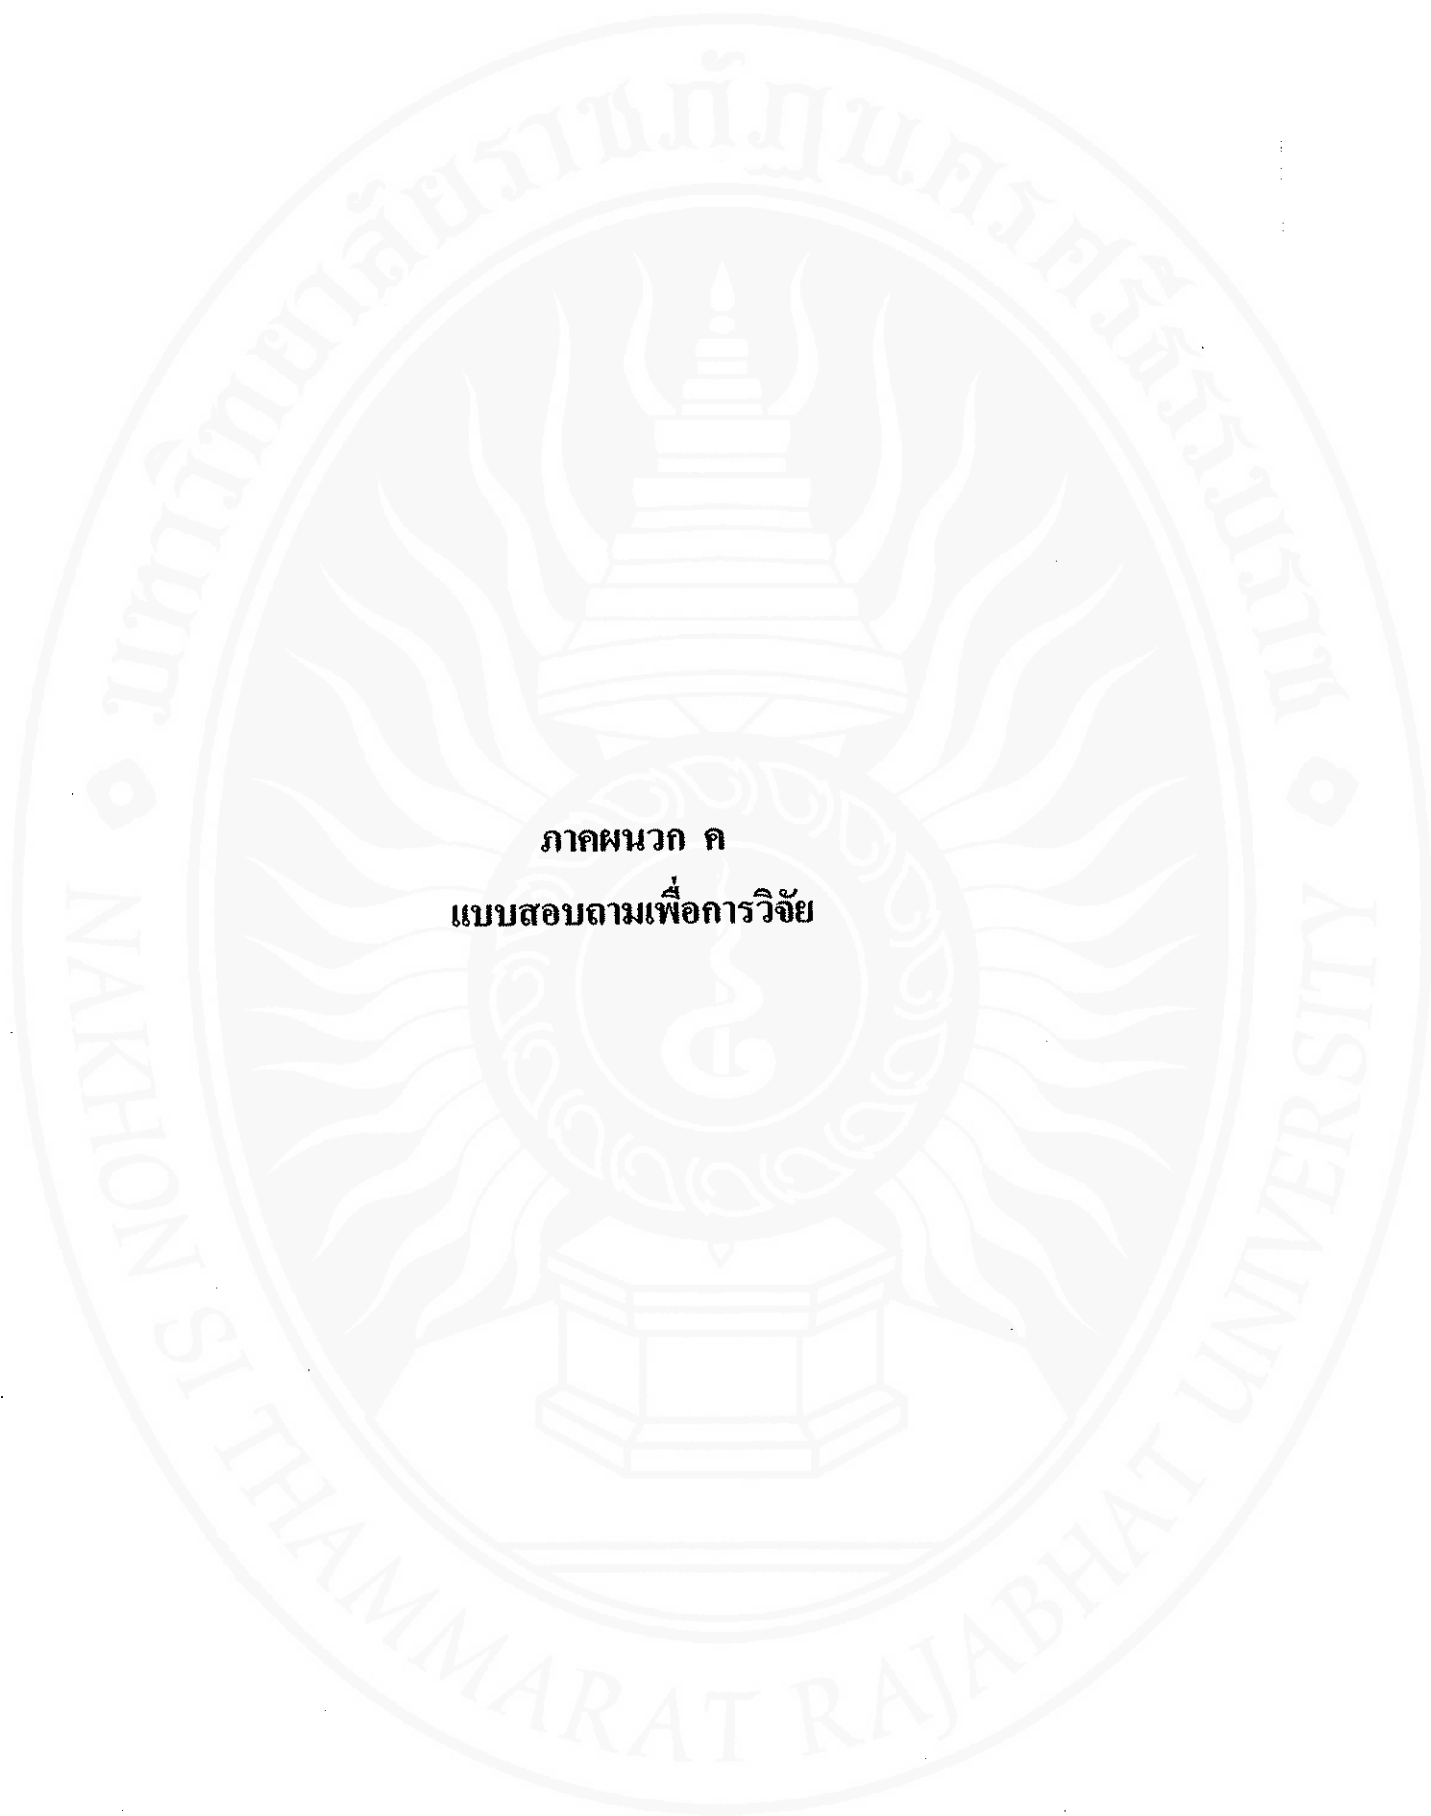 มหาวิทยาลัยราชภัฏนครศรีธรรมราช
ภาคผนวก ค
แบบสอบถามเพื่อการวิจัย
NAKHON SI THAMMARAT RAJABHAT UNIVERSITY